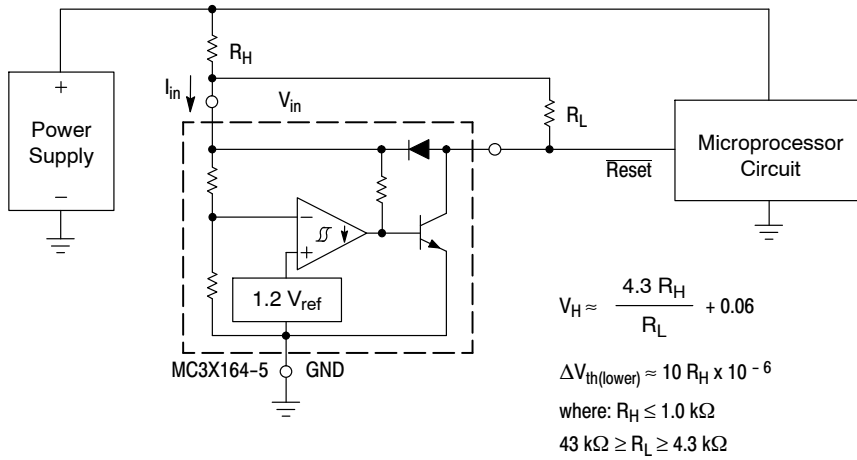 R_H
I_in
V_in
+
Power
Supply
−
R_L
Reset
Microprocessor
Circuit
−
+
1.2 V_ref
MC3X164-5
GND
V_H ≈ 4.3 R_H / R_L + 0.06
ΔV_th(lower) ≈ 10 R_H x 10^-6
where: R_H ≤ 1.0 kΩ
43 kΩ ≥ R_L ≥ 4.3 kΩ